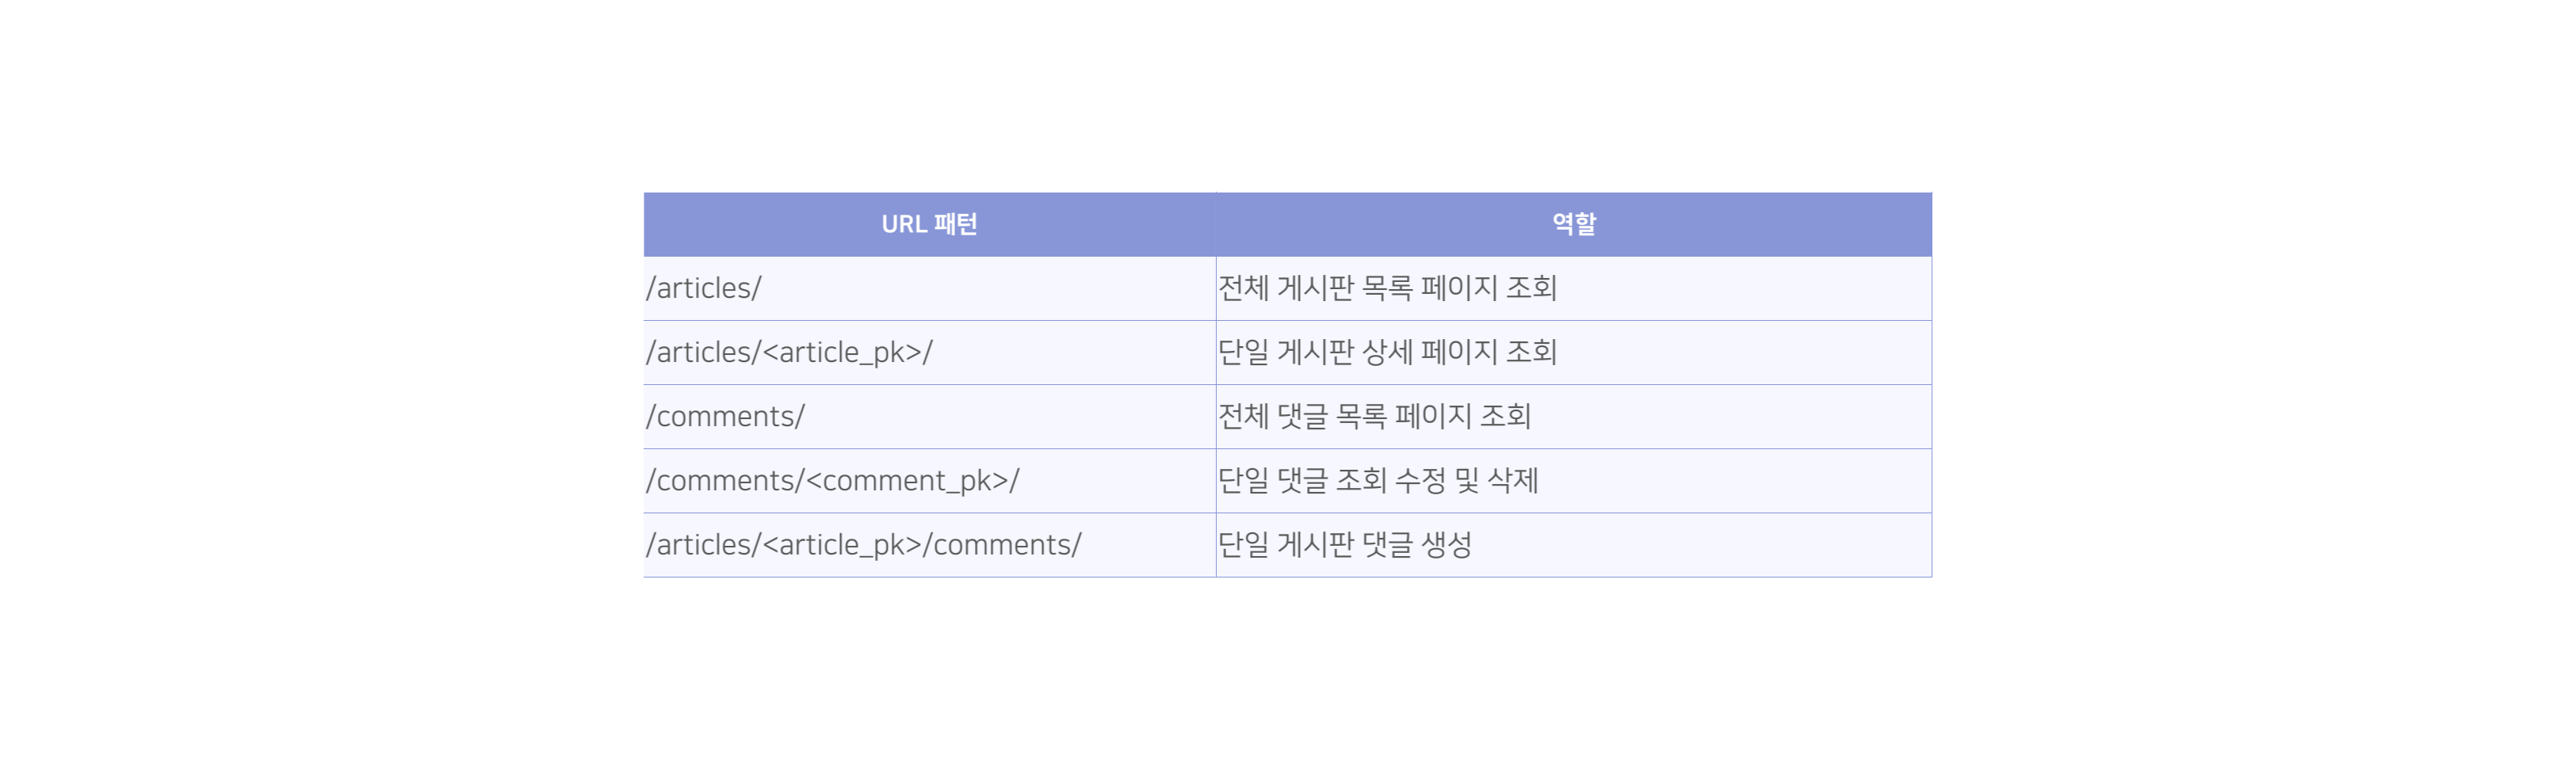 URL 패턴 역할
/articles/ 전체 게시판 목록 페이지 조회
/articles/<article_pk>/ 단일 게시판 상세 페이지 조회
/comments/ 전체 댓글 목록 페이지 조회
/comments/<comment_pk>/ 단일 댓글 조회 수정 및 삭제
/articles/<article_pk>/comments/ 단일 게시판 댓글 생성